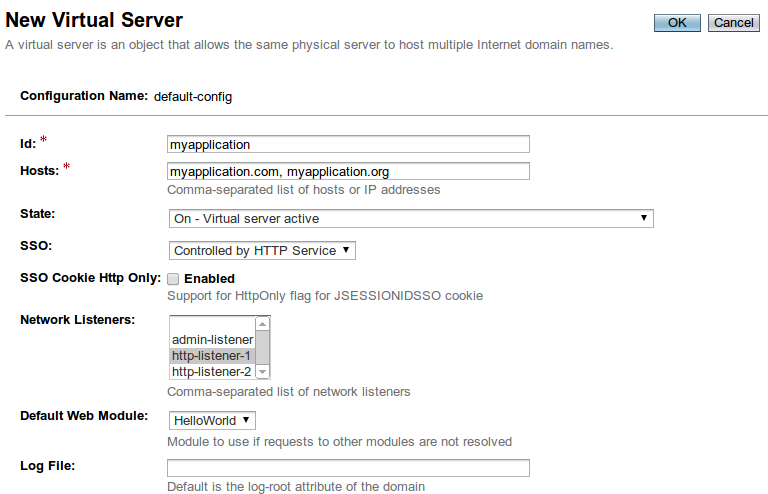 New Virtual Server
OK Cancel
A virtual server is an object that allows the same physical server to host multiple Internet domain names.
Configuration Name: default-config
Id: * myapplication
Hosts: * myapplication.com, myapplication.org
Comma-separated list of hosts or IP addresses
State: On - Virtual server active
SSO: Controlled by HTTP Service
SSO Cookie Http Only: Enabled
Support for HttpOnly flag for JSESSIONIDSSO cookie
Network Listeners:
admin-listener
http-listener-1
http-listener-2
Comma-separated list of network listeners
Default Web Module: HelloWorld
Module to use if requests to other modules are not resolved
Log File:
Default is the log-root attribute of the domain